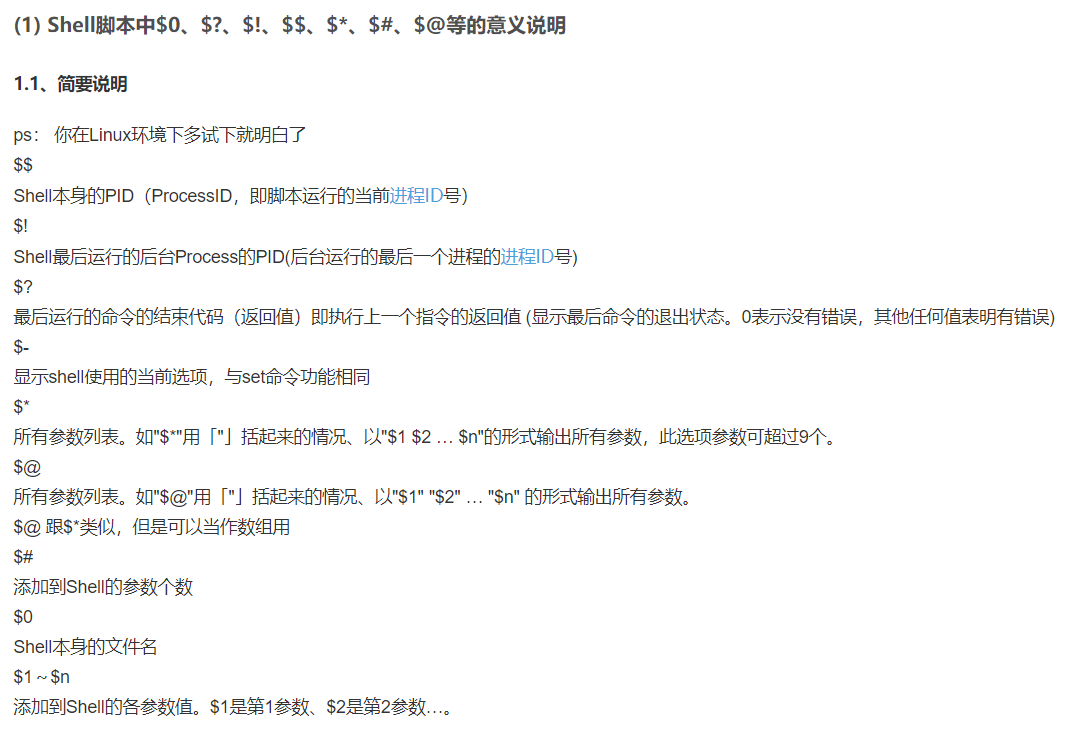 (1) Shell脚本中$0、$?、$!、$$、$*、$#、$@等的意义说明
1.1、简要说明
ps： 你在Linux环境下多试下就明白了
$$
Shell本身的PID（ProcessID，即脚本运行的当前进程ID号）
$!
Shell最后运行的后台Process的PID(后台运行的最后一个进程的进程ID号)
$?
最后运行的命令的结束代码（返回值）即执行上一个指令的返回值 (显示最后命令的退出状态。0表示没有错误，其他任何值表明有错误)
$-
显示shell使用的当前选项，与set命令功能相同
$*
所有参数列表。如"$*"用「"」括起来的情况、以"$1 $2 … $n"的形式输出所有参数，此选项参数可超过9个。
$@
所有参数列表。如"$@"用「"」括起来的情况、以"$1" "$2" … "$n" 的形式输出所有参数。
$@ 跟$*类似，但是可以当作数组用
$#
添加到Shell的参数个数
$0
Shell本身的文件名
$1～$n
添加到Shell的各参数值。$1是第1参数、$2是第2参数…。